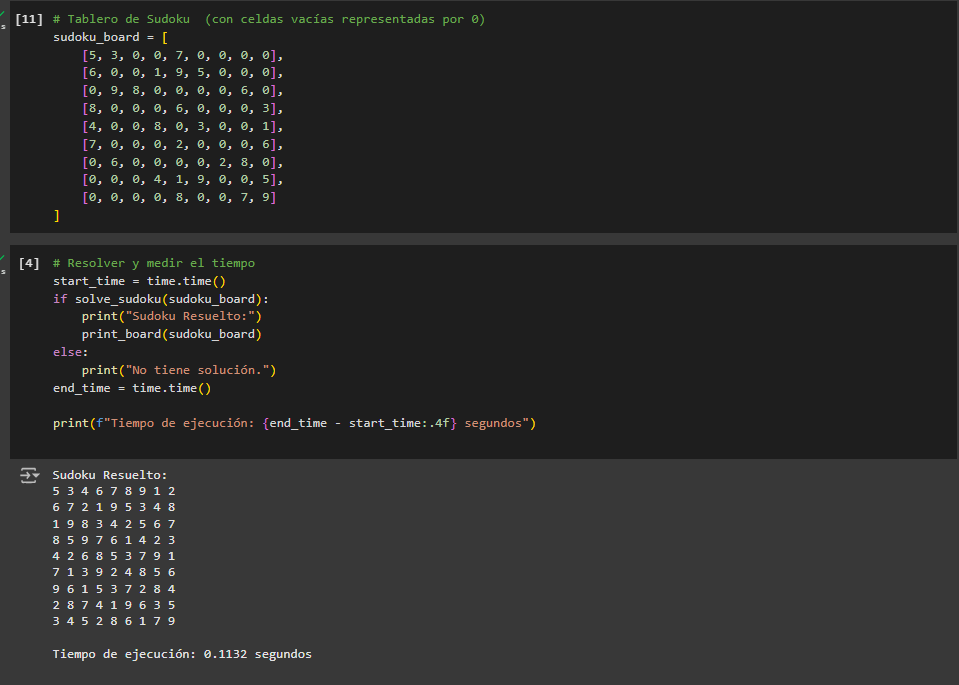 [11] # Tablero de Sudoku  (con celdas vacías representadas por 0)
sudoku_board = [
    [5, 3, 0, 0, 7, 0, 0, 0, 0],
    [6, 0, 0, 1, 9, 5, 0, 0, 0],
    [0, 9, 8, 0, 0, 0, 0, 6, 0],
    [8, 0, 0, 0, 6, 0, 0, 0, 3],
    [4, 0, 0, 8, 0, 3, 0, 0, 1],
    [7, 0, 0, 0, 2, 0, 0, 0, 6],
    [0, 6, 0, 0, 0, 0, 2, 8, 0],
    [0, 0, 0, 4, 1, 9, 0, 0, 5],
    [0, 0, 0, 0, 8, 0, 0, 7, 9]
]
s
[4] # Resolver y medir el tiempo
s
start_time = time.time()
if solve_sudoku(sudoku_board):
    print("Sudoku Resuelto:")
    print_board(sudoku_board)
else:
    print("No tiene solución.")
end_time = time.time()
print(f"Tiempo de ejecución: {end_time - start_time:.4f} segundos")
Sudoku Resuelto:
5 3 4 6 7 8 9 1 2
6 7 2 1 9 5 3 4 8
1 9 8 3 4 2 5 6 7
8 5 9 7 6 1 4 2 3
4 2 6 8 5 3 7 9 1
7 1 3 9 2 4 8 5 6
9 6 1 5 3 7 2 8 4
2 8 7 4 1 9 6 3 5
3 4 5 2 8 6 1 7 9
Tiempo de ejecución: 0.1132 segundos